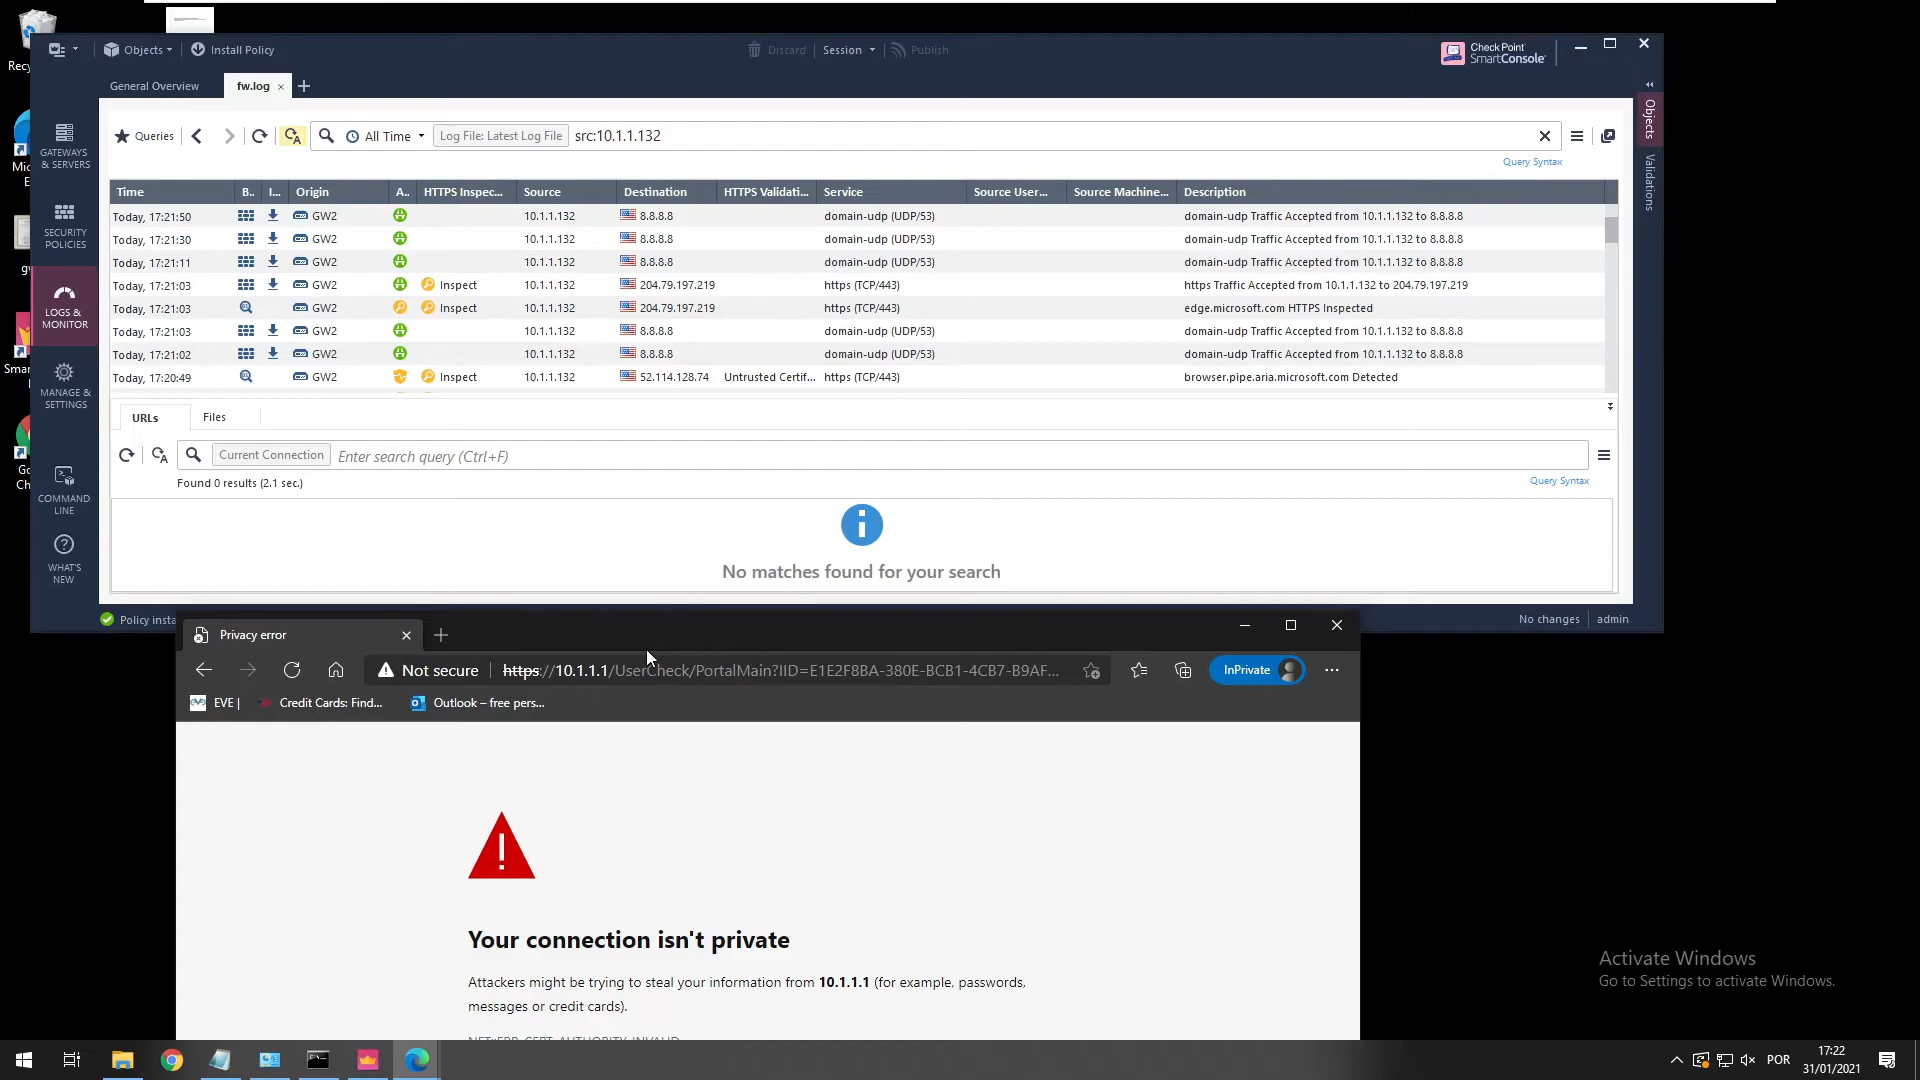 Recyc
Objects
Install Policy
Discard
Session
Publish
Check Point
SmartConsole
General Overview
fw.log
Queries
All Time
Log File: Latest Log File
src:10.1.1.132
Query Syntax
Time B.. I... Origin A.. HTTPS Inspec... Source Destination HTTPS Validati... Service Source User... Source Machine... Description
Today, 17:21:50 GW2 10.1.1.132 8.8.8.8 domain-udp (UDP/53) domain-udp Traffic Accepted from 10.1.1.132 to 8.8.8.8
Today, 17:21:30 GW2 10.1.1.132 8.8.8.8 domain-udp (UDP/53) domain-udp Traffic Accepted from 10.1.1.132 to 8.8.8.8
Today, 17:21:11 GW2 10.1.1.132 8.8.8.8 domain-udp (UDP/53) domain-udp Traffic Accepted from 10.1.1.132 to 8.8.8.8
Today, 17:21:03 GW2 Inspect 10.1.1.132 204.79.197.219 https (TCP/443) https Traffic Accepted from 10.1.1.132 to 204.79.197.219
Today, 17:21:03 GW2 Inspect 10.1.1.132 204.79.197.219 https (TCP/443) edge.microsoft.com HTTPS Inspected
Today, 17:21:03 GW2 10.1.1.132 8.8.8.8 domain-udp (UDP/53) domain-udp Traffic Accepted from 10.1.1.132 to 8.8.8.8
Today, 17:21:02 GW2 10.1.1.132 8.8.8.8 domain-udp (UDP/53) domain-udp Traffic Accepted from 10.1.1.132 to 8.8.8.8
Today, 17:20:49 GW2 Inspect 10.1.1.132 52.114.128.74 Untrusted Certif... https (TCP/443) browser.pipe.aria.microsoft.com Detected
GATEWAYS
& SERVERS
SECURITY
POLICIES
LOGS &
MONITOR
MANAGE &
SETTINGS
COMMAND
LINE
WHAT'S
NEW
Objects
Validations
URLs
Files
Current Connection
Enter search query (Ctrl+F)
Found 0 results (2.1 sec.)
Query Syntax
No matches found for your search
Policy insta
No changes
admin
Privacy error
Not secure
https://10.1.1.1/UserCheck/PortalMain?IID=E1E2F8BA-380E-BCB1-4CB7-B9AF...
InPrivate
EVE |
Credit Cards: Find...
Outlook – free pers...
Your connection isn't private
Attackers might be trying to steal your information from 10.1.1.1 (for example, passwords,
messages or credit cards).
NET::ERR_CERT_AUTHORITY_INVALID
Activate Windows
Go to Settings to activate Windows.
POR
17:22
31/01/2021